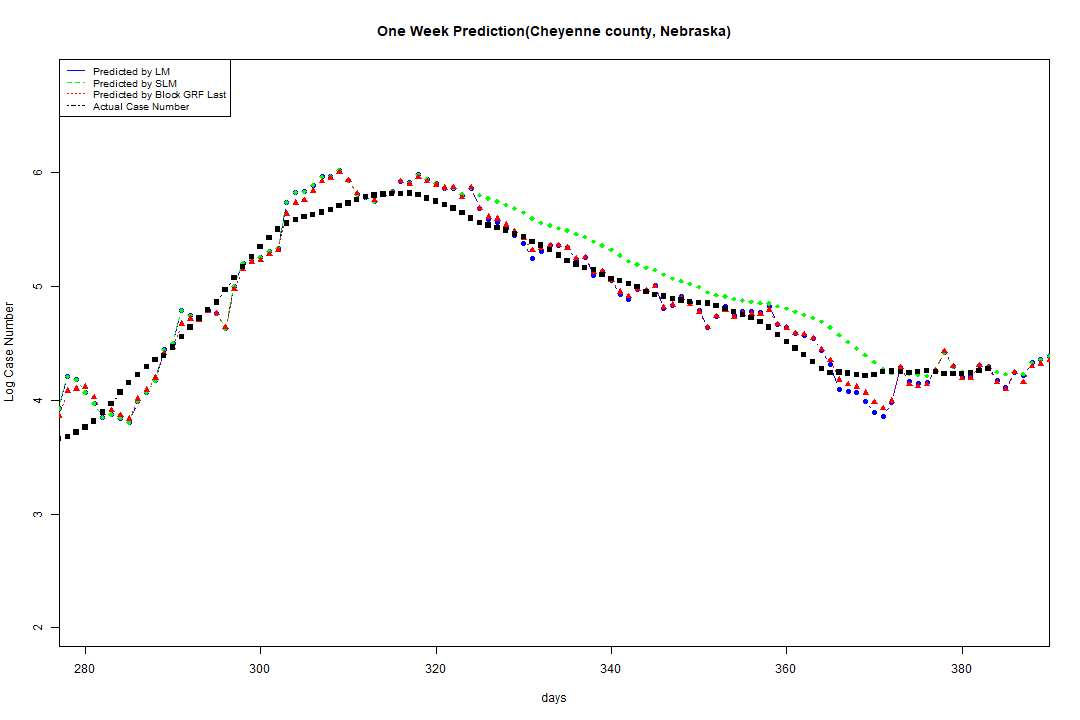 One Week Prediction(Cheyenne county, Nebraska)
Predicted by LM
Predicted by SLM
Predicted by Block GRF Last
Actual Case Number
6
5
4
3
2
Log Case Number
280 300 320 340 360 380
days